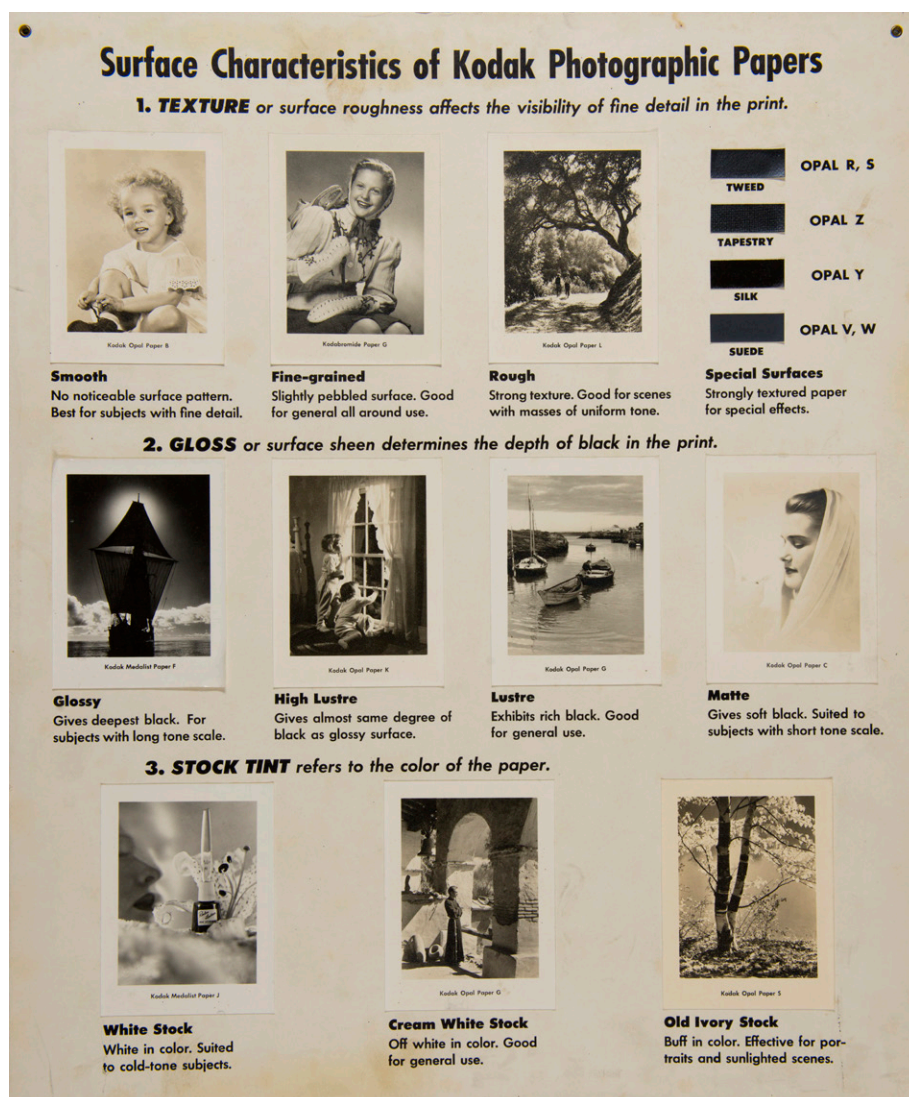 Surface Characteristics of Kodak Photographic Papers
1. TEXTURE or surface roughness affects the visibility of fine detail in the print.
Kodak Opal Paper B
Smooth
No noticeable surface pattern.
Best for subjects with fine detail.
Kodabromide Paper G
Fine-grained
Slightly pebbled surface. Good
for general all around use.
Kodak Opal Paper L
Rough
Strong texture. Good for scenes
with masses of uniform tone.
OPAL R, S
TWEED
OPAL Z
TAPESTRY
OPAL Y
SILK
OPAL V, W
SUEDE
Special Surfaces
Strongly textured paper
for special effects.
2. GLOSS or surface sheen determines the depth of black in the print.
Kodak Medalist Paper F
Glossy
Gives deepest black. For
subjects with long tone scale.
Kodak Opal Paper K
High Lustre
Gives almost same degree of
black as glossy surface.
Kodak Opal Paper G
Lustre
Exhibits rich black. Good
for general use.
Kodak Opal Paper C
Matte
Gives soft black. Suited to
subjects with short tone scale.
3. STOCK TINT refers to the color of the paper.
Kodak Medalist Paper J
White Stock
White in color. Suited
to cold-tone subjects.
Kodak Opal Paper G
Cream White Stock
Off white in color. Good
for general use.
Kodak Opal Paper S
Old Ivory Stock
Buff in color. Effective for por-
traits and sunlighted scenes.